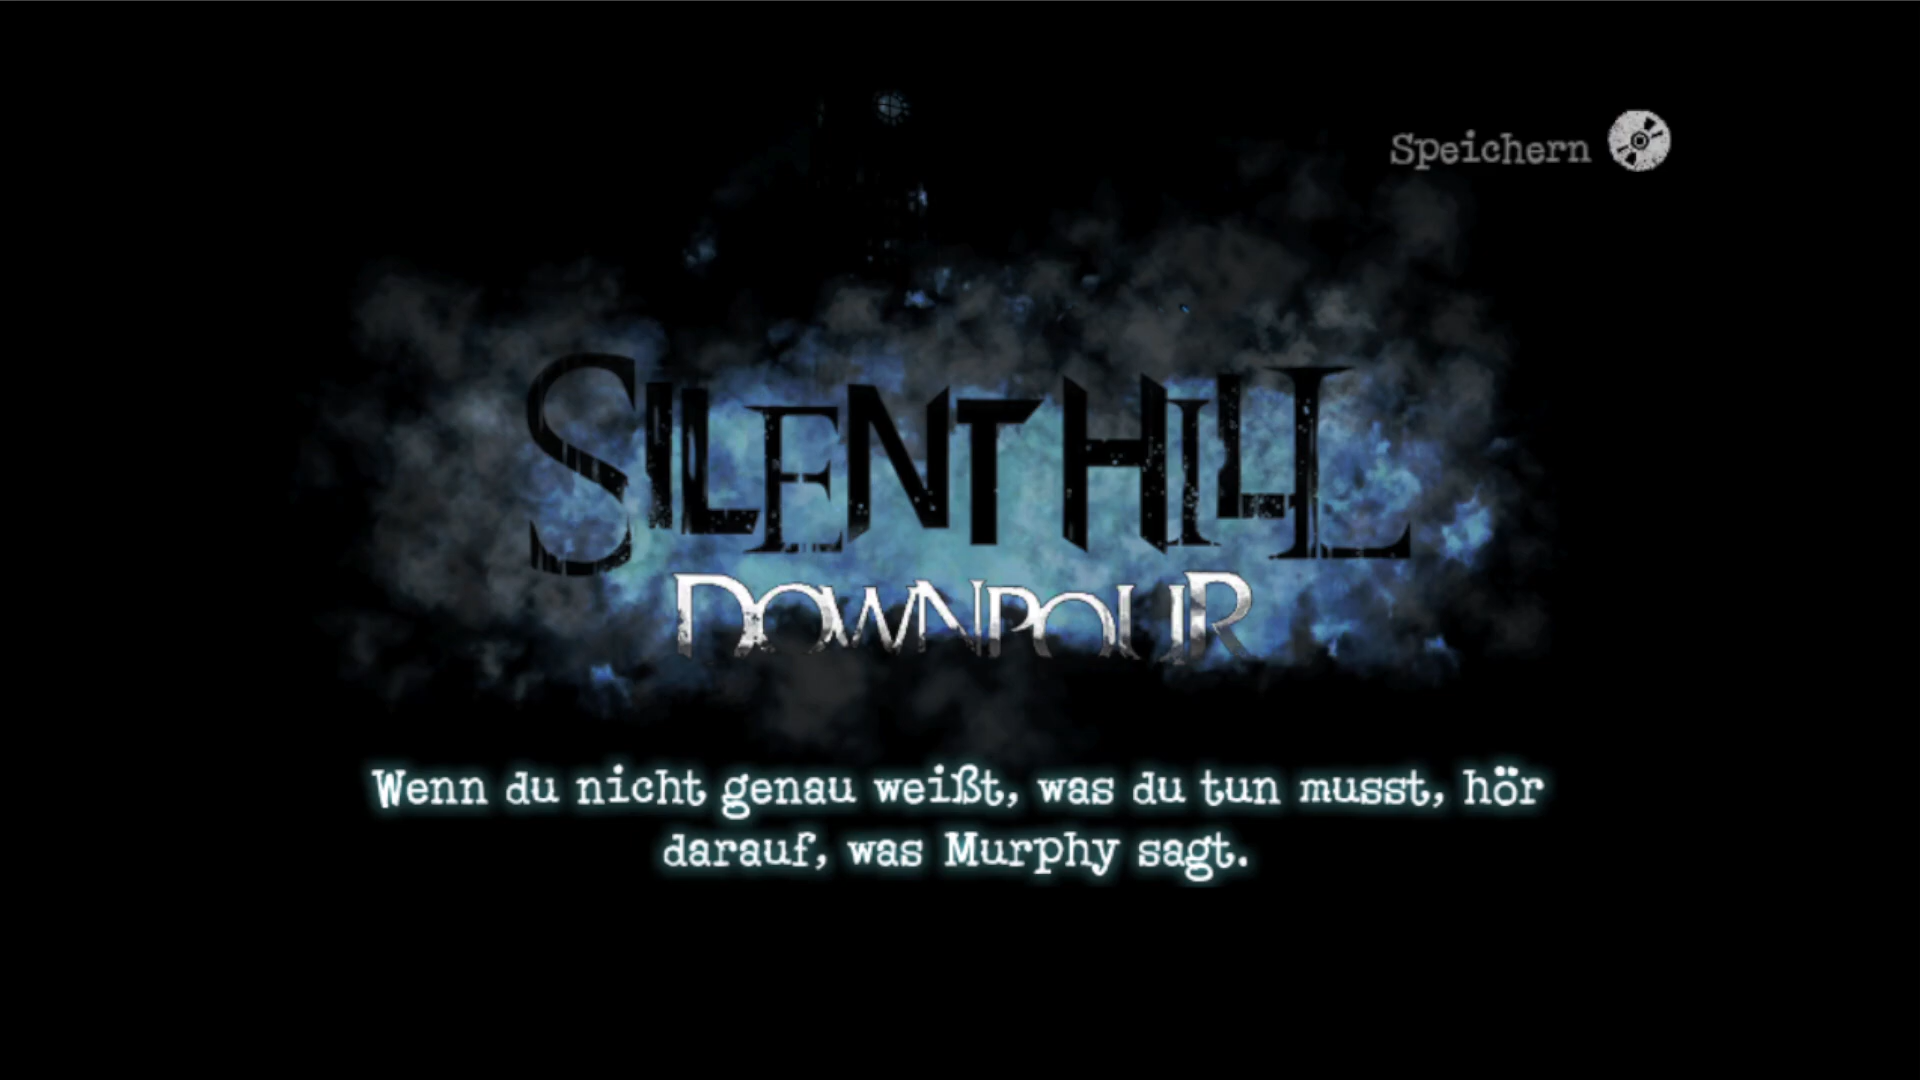 Speichern
SILENT HILL
DOWNPOUR
Wenn du nicht genau weißt, was du tun musst, hör
darauf, was Murphy sagt.